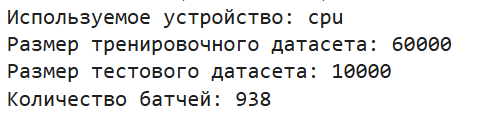 Используемое устройство: cpu
Размер тренировочного датасета: 60000
Размер тестового датасета: 10000
Количество батчей: 938